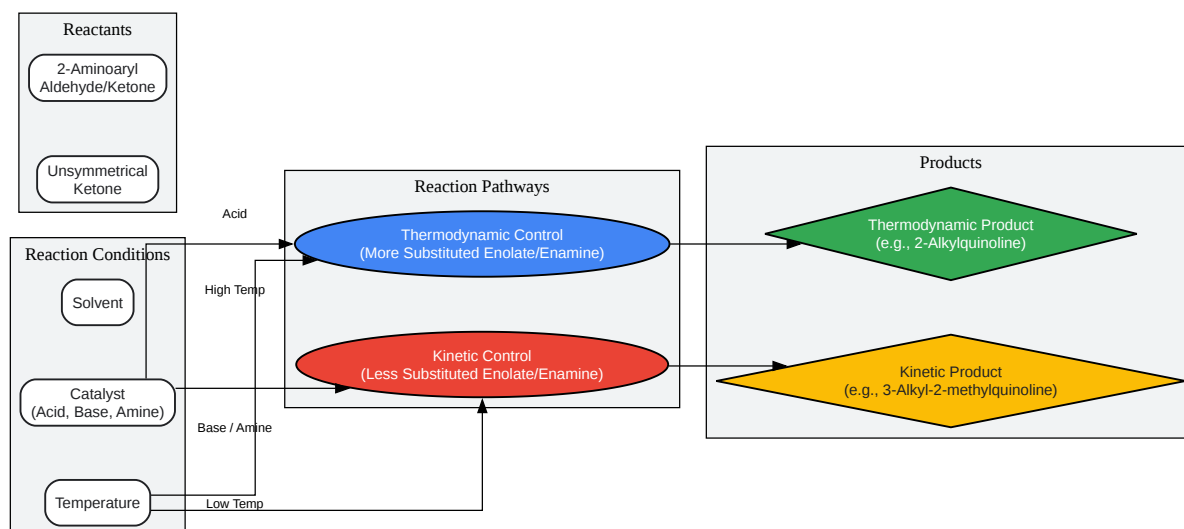 Reactants
2-Aminoaryl
Aldehyde/Ketone
Unsymmetrical
Ketone
Reaction Conditions
Solvent
Catalyst
(Acid, Base, Amine)
Temperature
Acid
High Temp
Base / Amine
Low Temp
Reaction Pathways
Thermodynamic Control
(More Substituted Enolate/Enamine)
Kinetic Control
(Less Substituted Enolate/Enamine)
Products
Thermodynamic Product
(e.g., 2-Alkylquinoline)
Kinetic Product
(e.g., 3-Alkyl-2-methylquinoline)